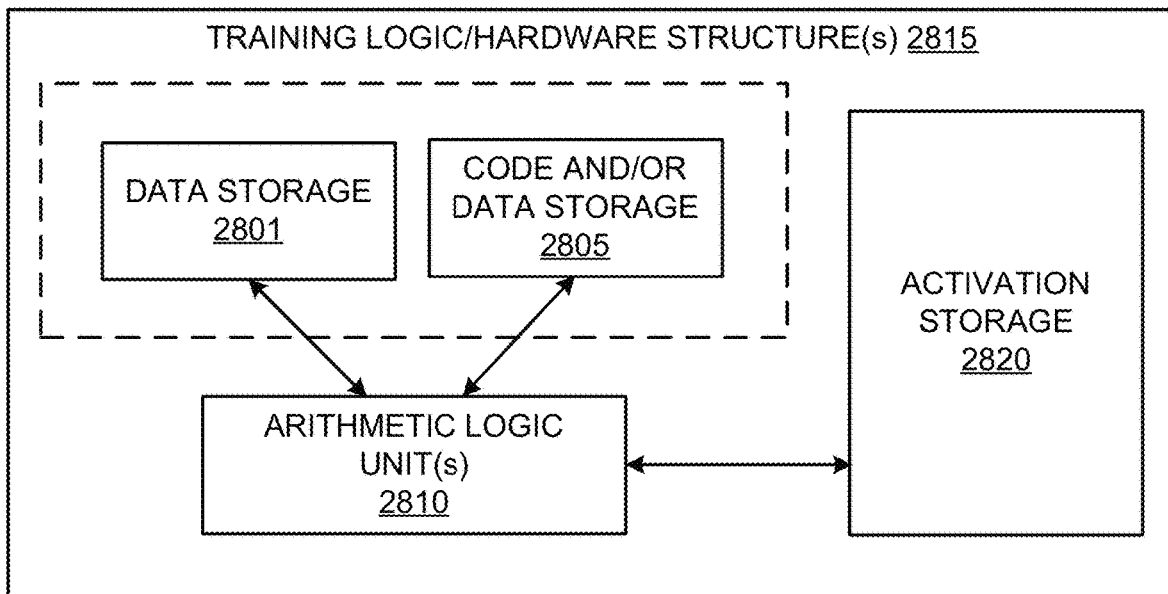 TRAINING LOGIC/HARDWARE STRUCTURE(s) 2815
DATA STORAGE
2801
CODE AND/OR
DATA STORAGE
2805
ACTIVATION
STORAGE
2820
ARITHMETIC LOGIC
UNIT(s)
2810